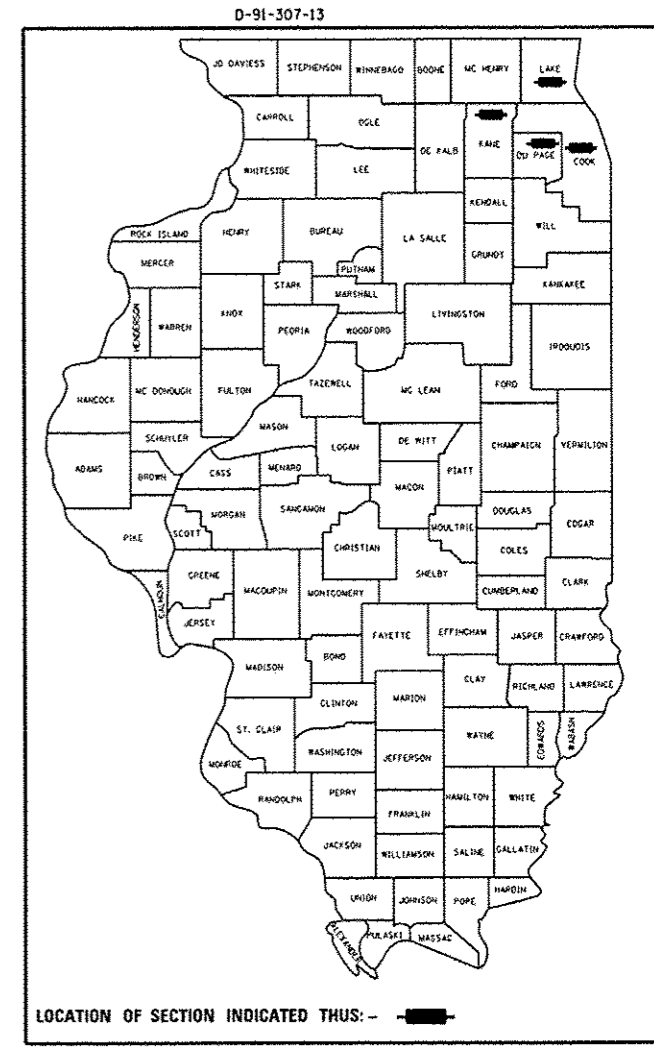 D-91-307-13
JO DAVIESS STEPHENSON WINNEBAGO BOONE MC HENRY LAKE
CARROLL OGLE DE KALB KANE DU PAGE COOK
WHITESIDE LEE
KENDALL WILL
ROCK ISLAND HENRY BUREAU LA SALLE GRUNDY
MERCER PUTNAM KANKAKEE
STARK MARSHALL
HENDERSON WARREN KNOX PEORIA WOODFORD LIVINGSTON IROQUOIS
HANCOCK MC DONOUGH FULTON TAZEWELL MC LEAN FORD
SCHUYLER MASON LOGAN DE WITT CHAMPAIGN VERMILION
ADAMS BROWN CASS MENARD PIATT
MACON
PIKE SCOTT MORGAN SANGAMON MOULTRIE DOUGLAS EDGAR
CHRISTIAN COLES
CALHOUN GREENE MACOUPIN MONTGOMERY SHELBY CUMBERLAND CLARK
JERSEY FAYETTE EFFINGHAM JASPER CRAWFORD
MADISON BOND
CLAY RICHLAND LAWRENCE
CLINTON MARION
ST. CLAIR WAYNE EDWARDS WABASH
MONROE WASHINGTON JEFFERSON
RANDOLPH PERRY HAMILTON WHITE
FRANKLIN
JACKSON WILLIAMSON SALINE GALLATIN
UNION JOHNSON POPE HARDIN
ALEXANDER PULASKI MASSAC
LOCATION OF SECTION INDICATED THUS: -